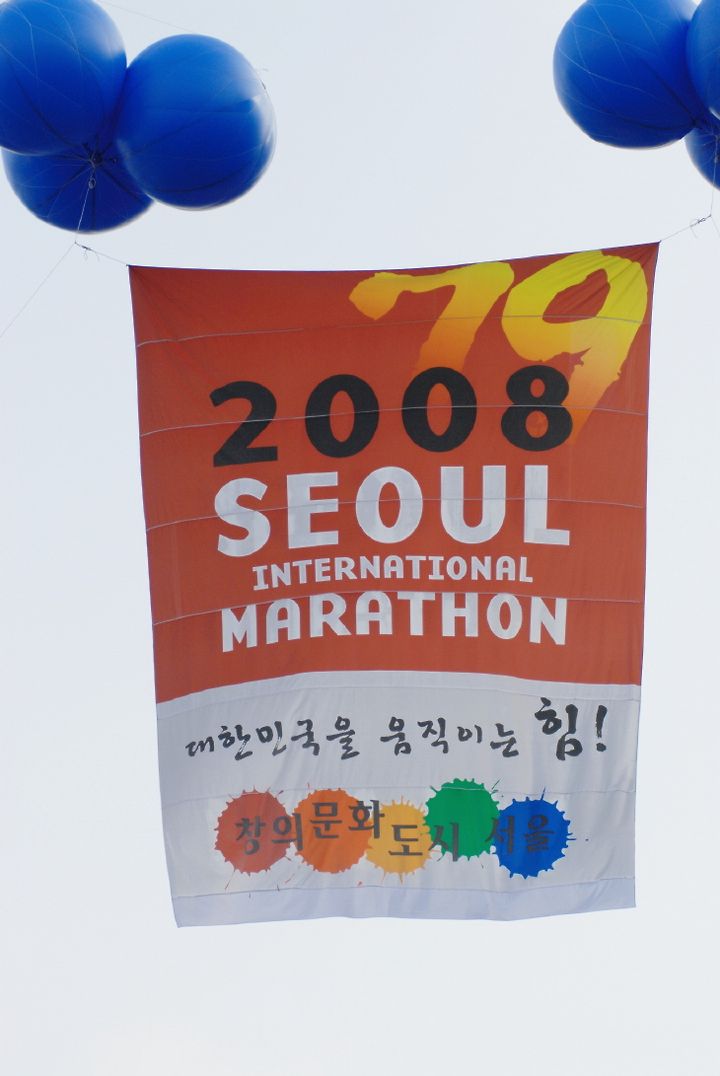 79
2008
SEOUL
INTERNATIONAL
MARATHON
대한민국을 움직이는 힘!
창의문화도시 서울